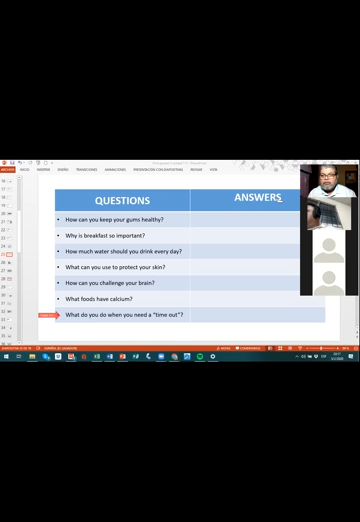 ARCHIVO INICIO INSERTAR DISEÑO TRANSICIONES ANIMACIONES PRESENTACIÓN CON DIAPOSITIVAS REVISAR VISTA
QUESTIONS ANSWERS
• How can you keep your gums healthy?
• Why is breakfast so important?
• How much water should you drink every day?
• What can you use to protect your skin?
• How can you challenge your brain?
• What foods have calcium?
• What do you do when you need a "time out"?